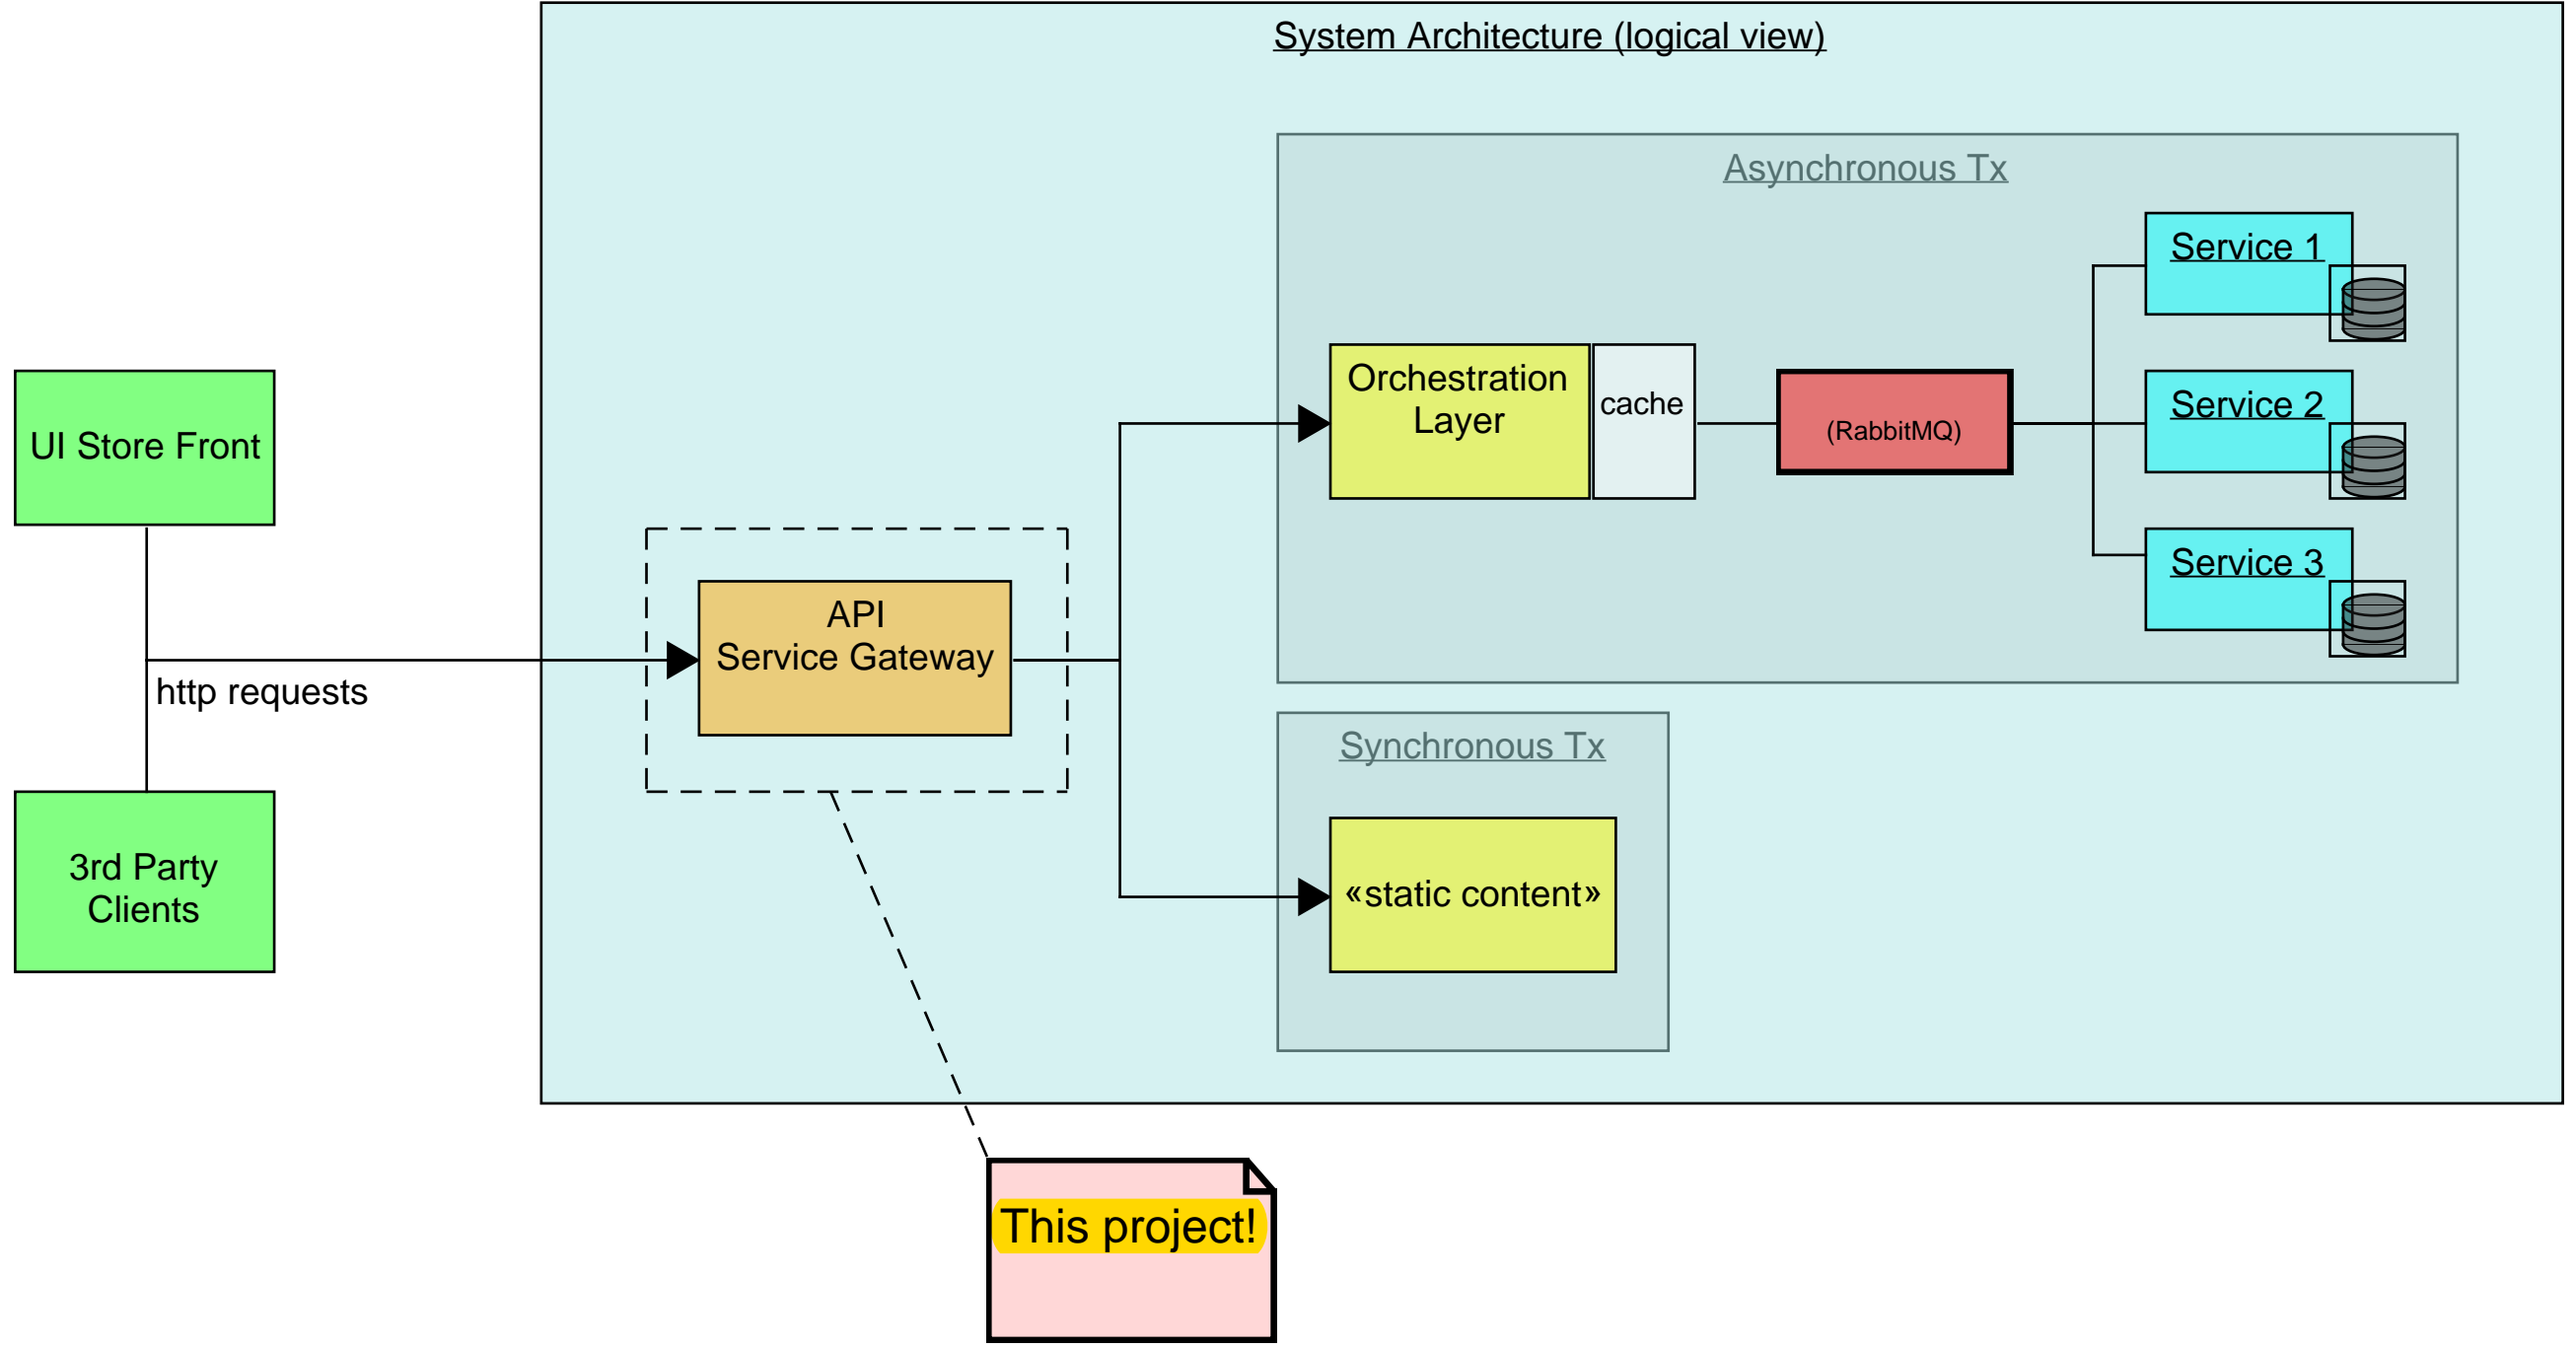 System Architecture (logical view)
Asynchronous Tx
Service 1
Orchestration
Layer
cache
(RabbitMQ)
Service 2
UI Store Front
Service 3
API
Service Gateway
http requests
Synchronous Tx
3rd Party
Clients
«static content»
This project!